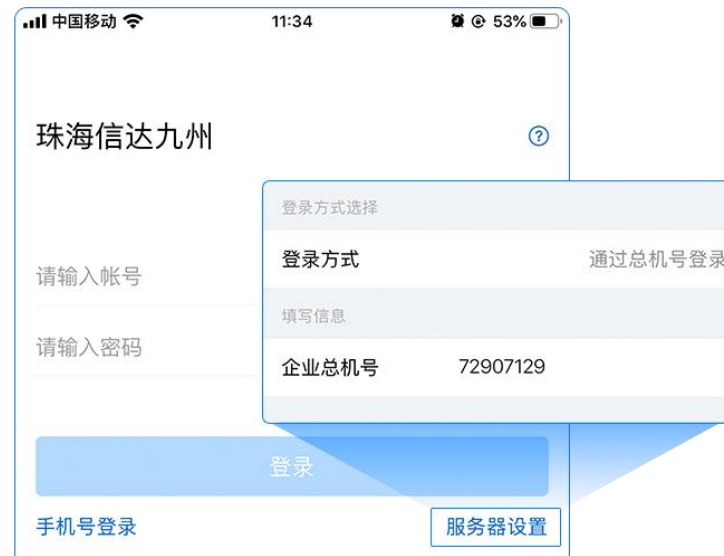 中国移动 11:34 53%
珠海信达九州
登录方式选择
登录方式 通过总机号登录
请输入帐号
填写信息
请输入密码
企业总机号 72907129
登录
手机号登录 服务器设置